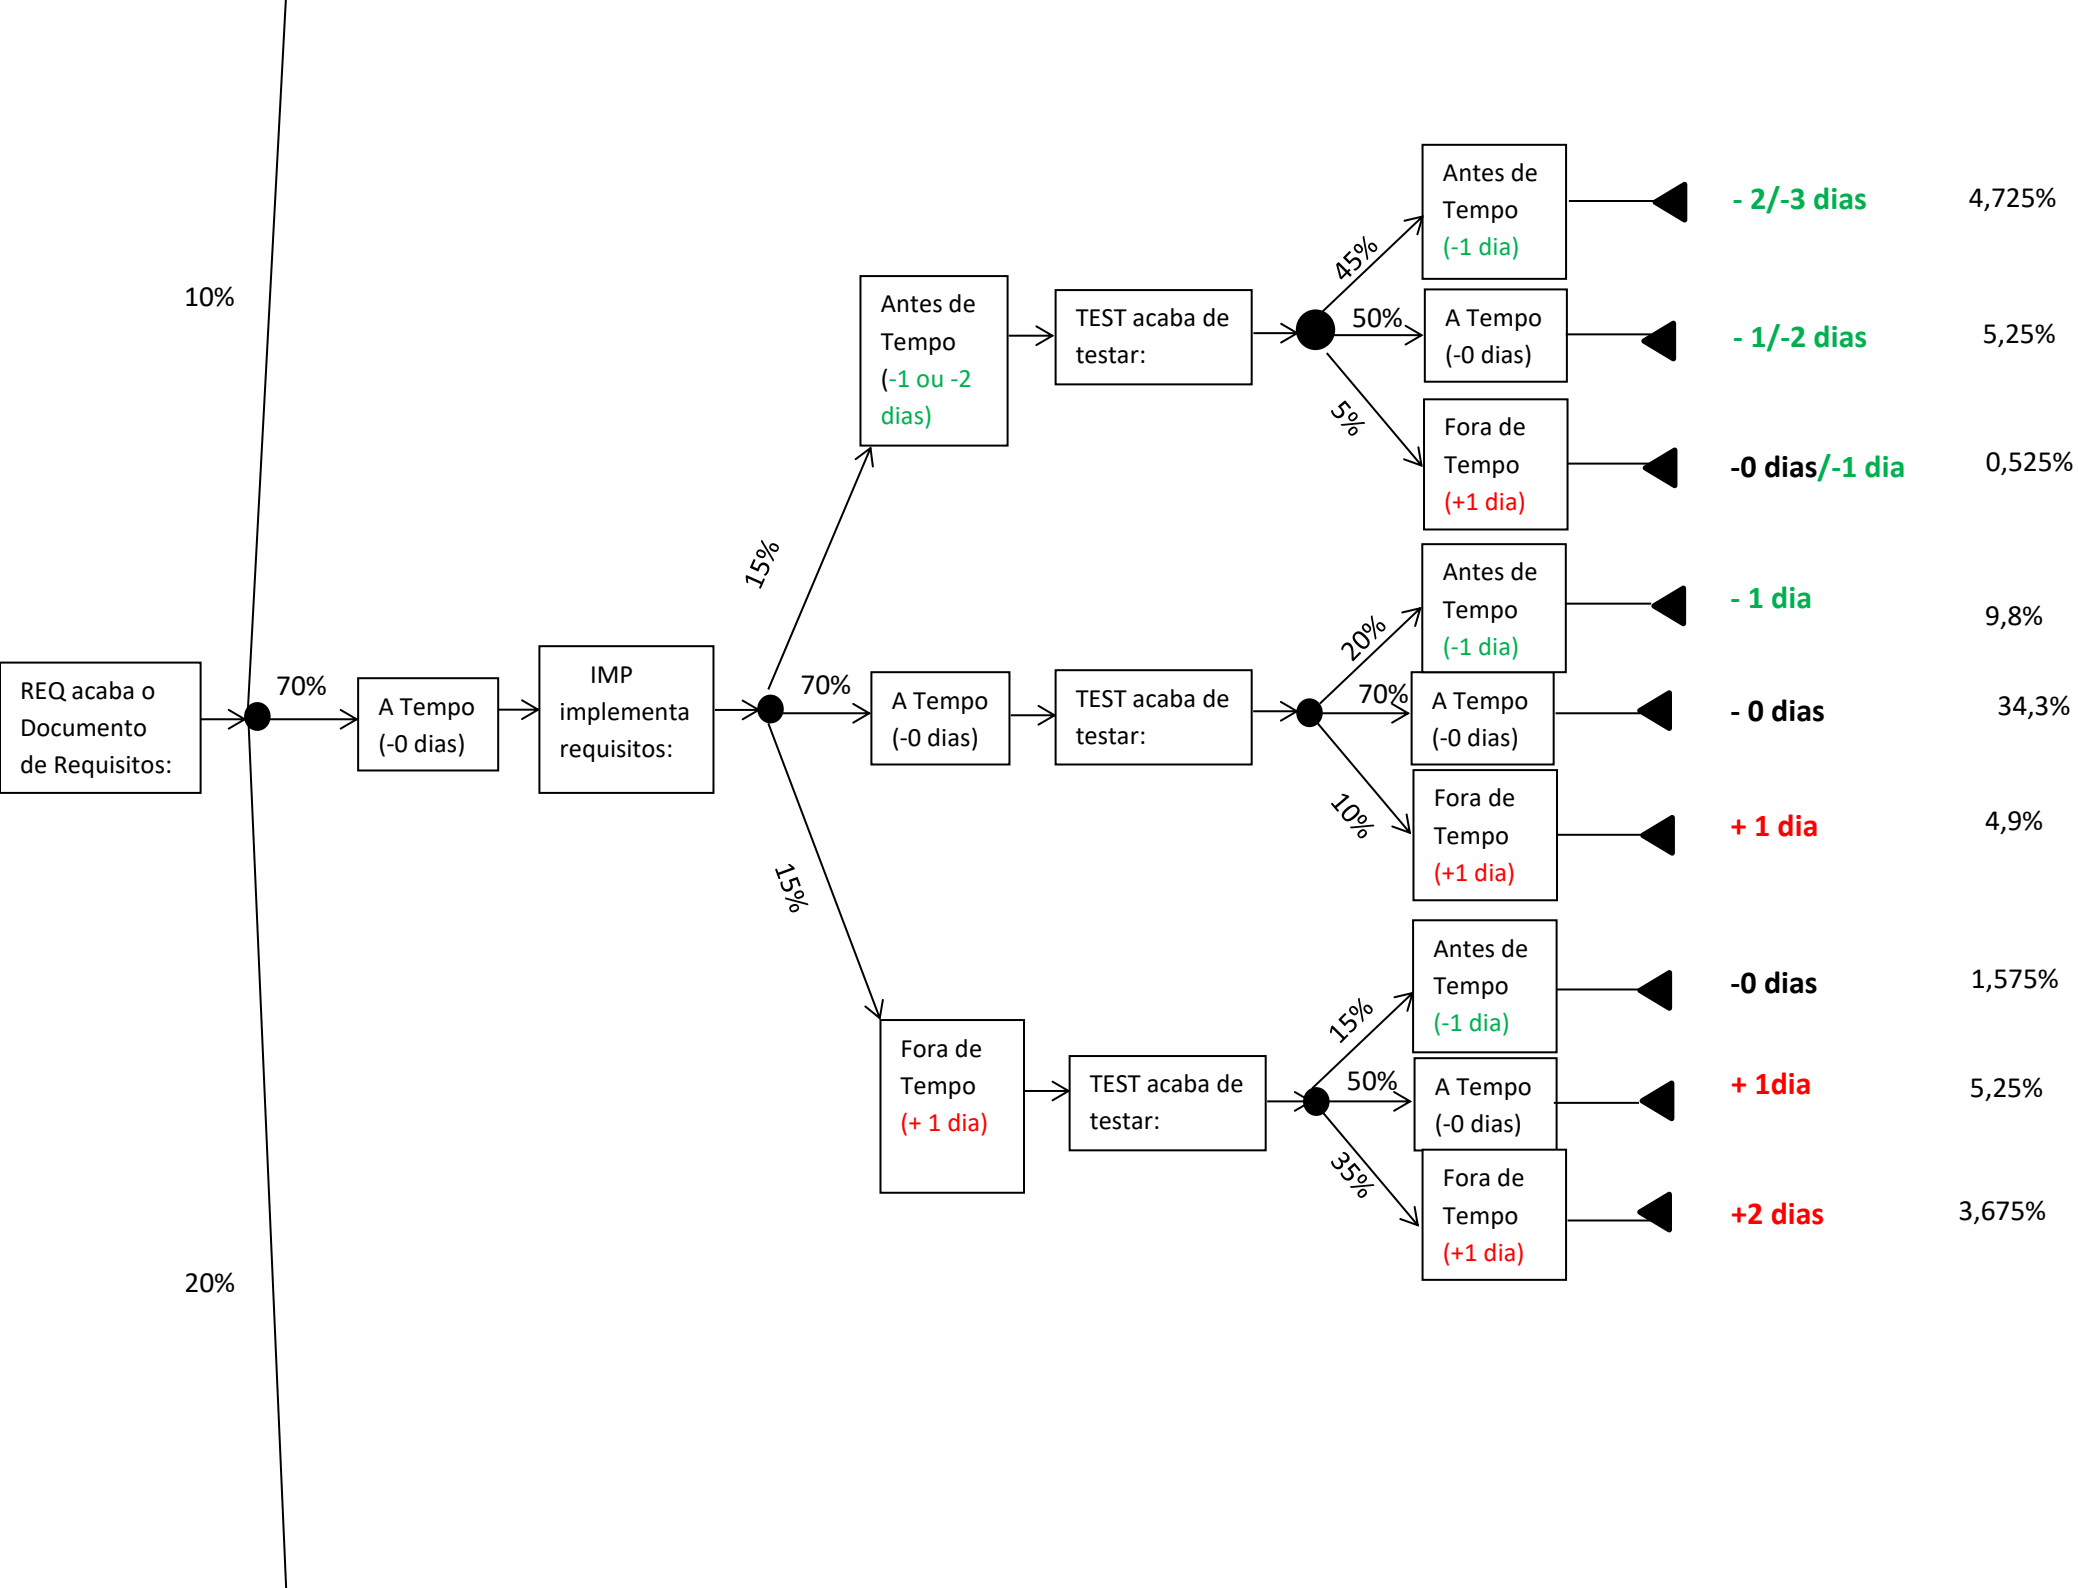 10%
REQ acaba o
Documento
de Requisitos:
70%
20%
A Tempo
(-0 dias)
IMP
implementa
requisitos:
15%
70%
15%
Antes de
Tempo
(-1 ou -2
dias)
TEST acaba de
testar:
45%
50%
5%
Antes de
Tempo
(-1 dia)
- 2/-3 dias
4,725%
A Tempo
(-0 dias)
- 1/-2 dias
5,25%
Fora de
Tempo
(+1 dia)
-0 dias/-1 dia
0,525%
A Tempo
(-0 dias)
TEST acaba de
testar:
20%
70%
10%
Antes de
Tempo
(-1 dia)
- 1 dia
9,8%
A Tempo
(-0 dias)
- 0 dias
34,3%
Fora de
Tempo
(+1 dia)
+ 1 dia
4,9%
Fora de
Tempo
(+ 1 dia)
TEST acaba de
testar:
15%
50%
35%
Antes de
Tempo
(-1 dia)
-0 dias
1,575%
A Tempo
(-0 dias)
+ 1dia
5,25%
Fora de
Tempo
(+1 dia)
+2 dias
3,675%